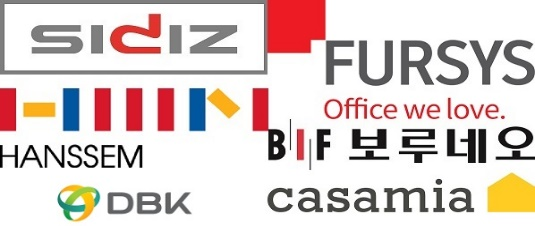 sidiz
FURSYS
Office we love.
HANSSEM
BIF 보루네오
DBK
casamia